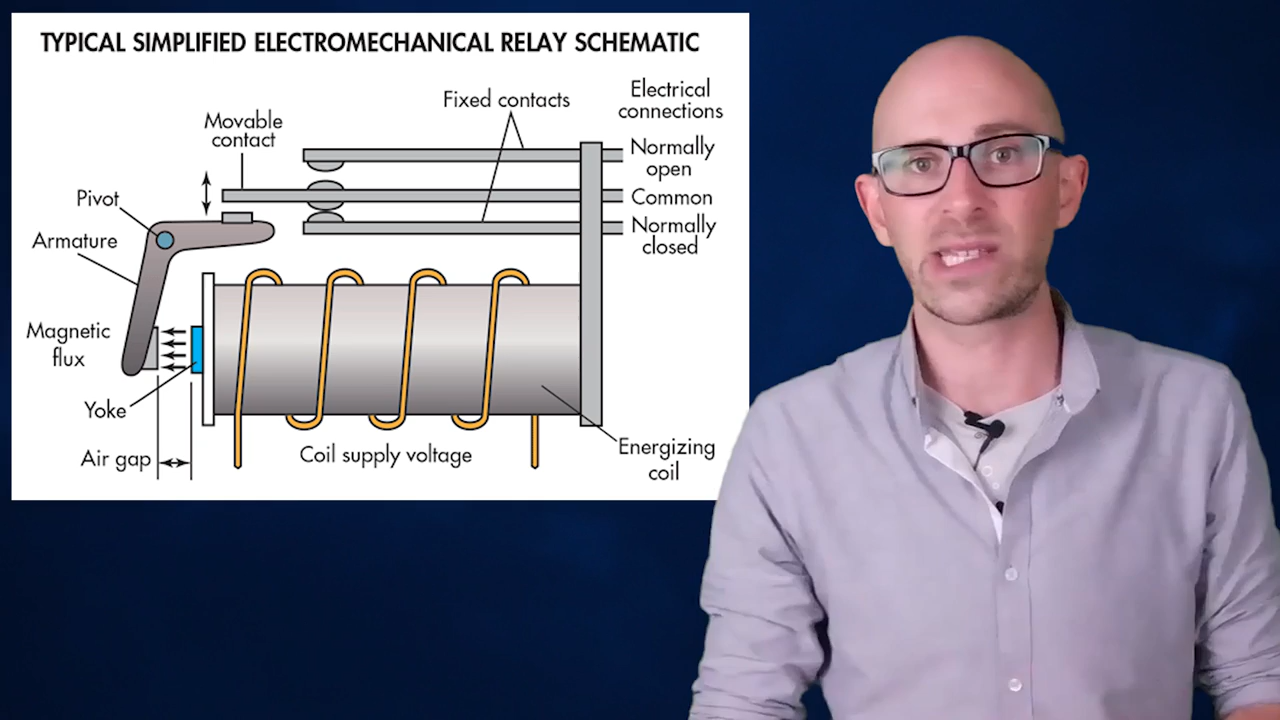 TYPICAL SIMPLIFIED ELECTROMECHANICAL RELAY SCHEMATIC
Electrical
connections
Fixed contacts
Movable
contact
Normally
open
Pivot
Common
Armature
Normally
closed
Magnetic
flux
Yoke
Air gap
Coil supply voltage
Energizing
coil